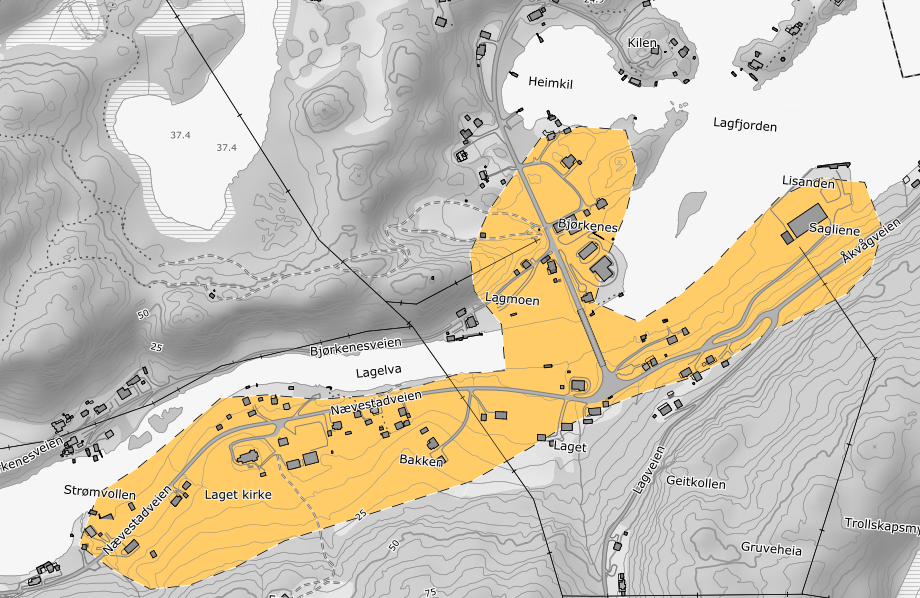 Kilen
Heimkil
Lagfjorden
37.4
37.4
Lisanden
Bjørkenes
Sagliene
Åkvågveien
Lagmoen
50
25
Bjørkenesveien
Lagelva
Nævestadveien
kenesveien
Bakken
Laget
Lagveien
Geitkollen
Strømvollen
Laget kirke
Nævestadveien
25
50
Trollskapsmy
Gruveheia
75